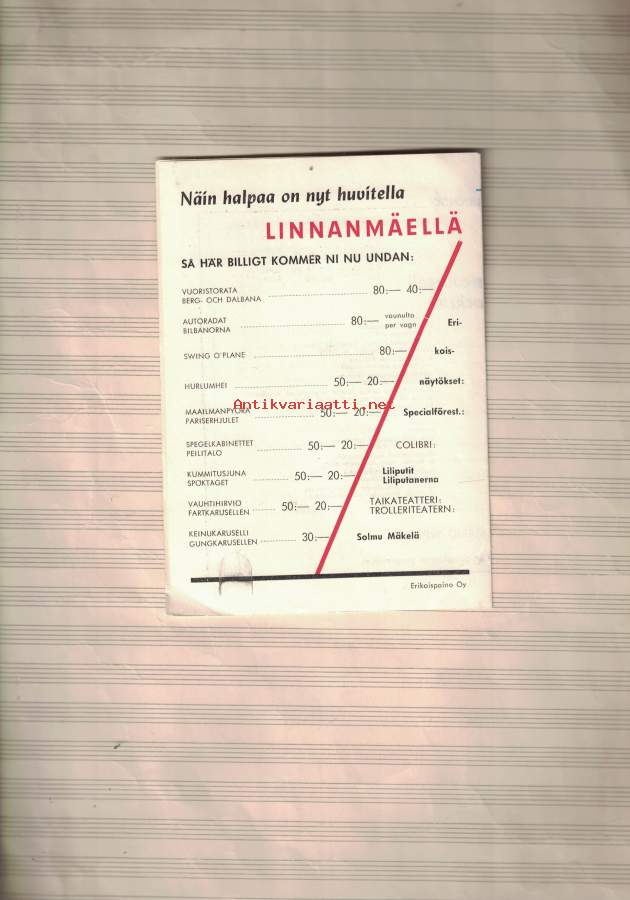 Näin halpaa on nyt huvitella
LINNANMÄELLÄ
SÅ HÄR BILLIGT KOMMER NI NU UNDAN:
VUORISTORATA
BERG- OCH DALBANA 80:— 40:—
AUTORADAT
BILBANORNA 80:— vaunulta per vagn
Eri-
SWING O'PLANE 80:—
kois-
HURLUMHEI 50:— 20:—
näytökset:
Antikvariaatti.net
MAAILMANPYÖRÄ
PARISERHJULET 50:— 20:—
Specialförest.:
SPEGELKABINETTET
PEILITALO 50:— 20:—
COLIBRI:
KUMMITUSJUNA
SPÖKTÅGET 50:— 20:—
Liliputit
Liliputanerna
VAUHTIHIRVIÖ
FARTKARUSELLEN 50:— 20:—
TAIKATEATTERI:
TROLLERITEATERN:
KEINUKARUSELLI
GUNGKARUSELLEN 30:—
Solmu Mäkelä
Erikoispaino Oy